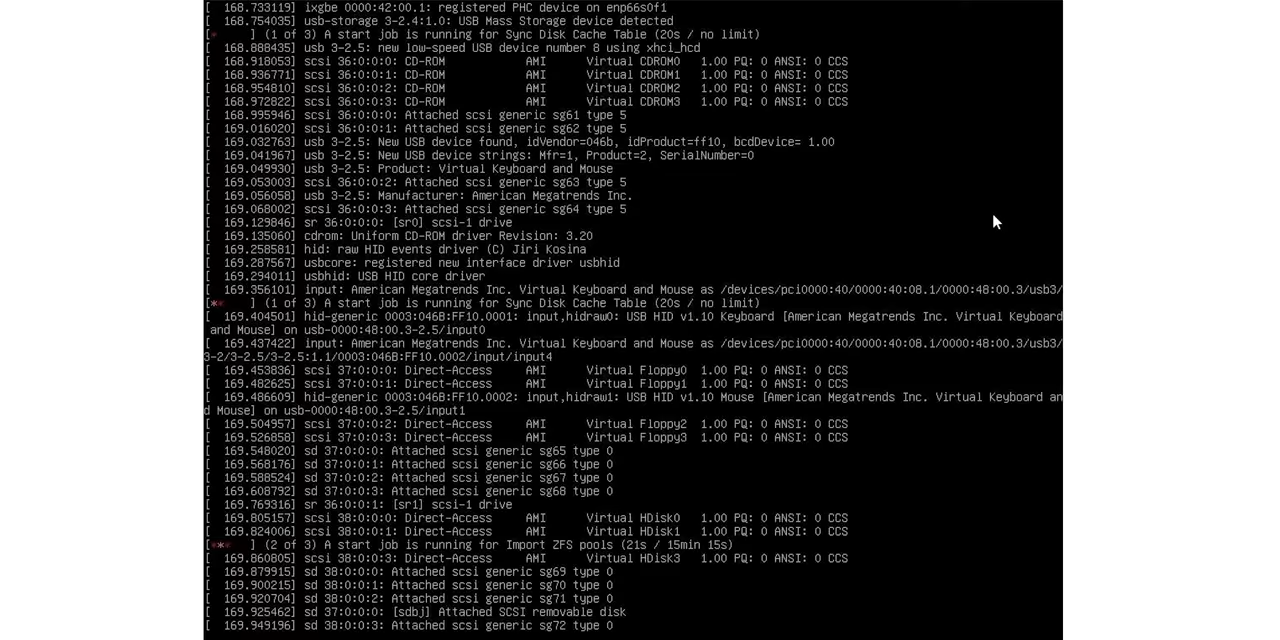 [  168.733119] ixgbe 0000:42:00.1: registered PHC device on enp66s0f1
[  168.754035] usb-storage 3-2.4:1.0: USB Mass Storage device detected
[*     ] (1 of 3) A start job is running for Sync Disk Cache Table (20s / no limit)
[  168.888435] usb 3-2.5: new low-speed USB device number 8 using xhci_hcd
[  168.918053] scsi 36:0:0:0: CD-ROM            AMI      Virtual CDROM0   1.00 PQ: 0 ANSI: 0 CCS
[  168.936771] scsi 36:0:0:1: CD-ROM            AMI      Virtual CDROM1   1.00 PQ: 0 ANSI: 0 CCS
[  168.954810] scsi 36:0:0:2: CD-ROM            AMI      Virtual CDROM2   1.00 PQ: 0 ANSI: 0 CCS
[  168.972822] scsi 36:0:0:3: CD-ROM            AMI      Virtual CDROM3   1.00 PQ: 0 ANSI: 0 CCS
[  168.995946] scsi 36:0:0:0: Attached scsi generic sg61 type 5
[  169.016020] scsi 36:0:0:1: Attached scsi generic sg62 type 5
[  169.032763] usb 3-2.5: New USB device found, idVendor=046b, idProduct=ff10, bcdDevice= 1.00
[  169.041967] usb 3-2.5: New USB device strings: Mfr=1, Product=2, SerialNumber=0
[  169.049930] usb 3-2.5: Product: Virtual Keyboard and Mouse
[  169.053003] scsi 36:0:0:2: Attached scsi generic sg63 type 5
[  169.056058] usb 3-2.5: Manufacturer: American Megatrends Inc.
[  169.068002] scsi 36:0:0:3: Attached scsi generic sg64 type 5
[  169.129846] sr 36:0:0:0: [sr0] scsi-1 drive
[  169.135060] cdrom: Uniform CD-ROM driver Revision: 3.20
[  169.258581] hid: raw HID events driver (C) Jiri Kosina
[  169.287567] usbcore: registered new interface driver usbhid
[  169.294011] usbhid: USB HID core driver
[  169.356101] input: American Megatrends Inc. Virtual Keyboard and Mouse as /devices/pci0000:40/0000:40:08.1/0000:48:00.3/usb3/
[**    ] (1 of 3) A start job is running for Sync Disk Cache Table (20s / no limit)
[  169.404501] hid-generic 0003:046B:FF10.0001: input,hidraw0: USB HID v1.10 Keyboard [American Megatrends Inc. Virtual Keyboard
 and Mouse] on usb-0000:48:00.3-2.5/input0
[  169.437422] input: American Megatrends Inc. Virtual Keyboard and Mouse as /devices/pci0000:40/0000:40:08.1/0000:48:00.3/usb3/
3-2/3-2.5/3-2.5:1.1/0003:046B:FF10.0002/input/input4
[  169.453836] scsi 37:0:0:0: Direct-Access     AMI      Virtual Floppy0  1.00 PQ: 0 ANSI: 0 CCS
[  169.482625] scsi 37:0:0:1: Direct-Access     AMI      Virtual Floppy1  1.00 PQ: 0 ANSI: 0 CCS
[  169.486609] hid-generic 0003:046B:FF10.0002: input,hidraw1: USB HID v1.10 Mouse [American Megatrends Inc. Virtual Keyboard an
d Mouse] on usb-0000:48:00.3-2.5/input1
[  169.504957] scsi 37:0:0:2: Direct-Access     AMI      Virtual Floppy2  1.00 PQ: 0 ANSI: 0 CCS
[  169.526858] scsi 37:0:0:3: Direct-Access     AMI      Virtual Floppy3  1.00 PQ: 0 ANSI: 0 CCS
[  169.548020] sd 37:0:0:0: Attached scsi generic sg65 type 0
[  169.568176] sd 37:0:0:1: Attached scsi generic sg66 type 0
[  169.588524] sd 37:0:0:2: Attached scsi generic sg67 type 0
[  169.608792] sd 37:0:0:3: Attached scsi generic sg68 type 0
[  169.769316] sr 36:0:0:1: [sr1] scsi-1 drive
[  169.805157] scsi 38:0:0:0: Direct-Access     AMI      Virtual HDisk0   1.00 PQ: 0 ANSI: 0 CCS
[  169.824006] scsi 38:0:0:1: Direct-Access     AMI      Virtual HDisk1   1.00 PQ: 0 ANSI: 0 CCS
[***   ] (2 of 3) A start job is running for Import ZFS pools (21s / 15min 15s)
[  169.860805] scsi 38:0:0:3: Direct-Access     AMI      Virtual HDisk3   1.00 PQ: 0 ANSI: 0 CCS
[  169.879915] sd 38:0:0:0: Attached scsi generic sg69 type 0
[  169.900215] sd 38:0:0:1: Attached scsi generic sg70 type 0
[  169.920704] sd 38:0:0:2: Attached scsi generic sg71 type 0
[  169.925462] sd 37:0:0:0: [sdbj] Attached SCSI removable disk
[  169.949196] sd 38:0:0:3: Attached scsi generic sg72 type 0